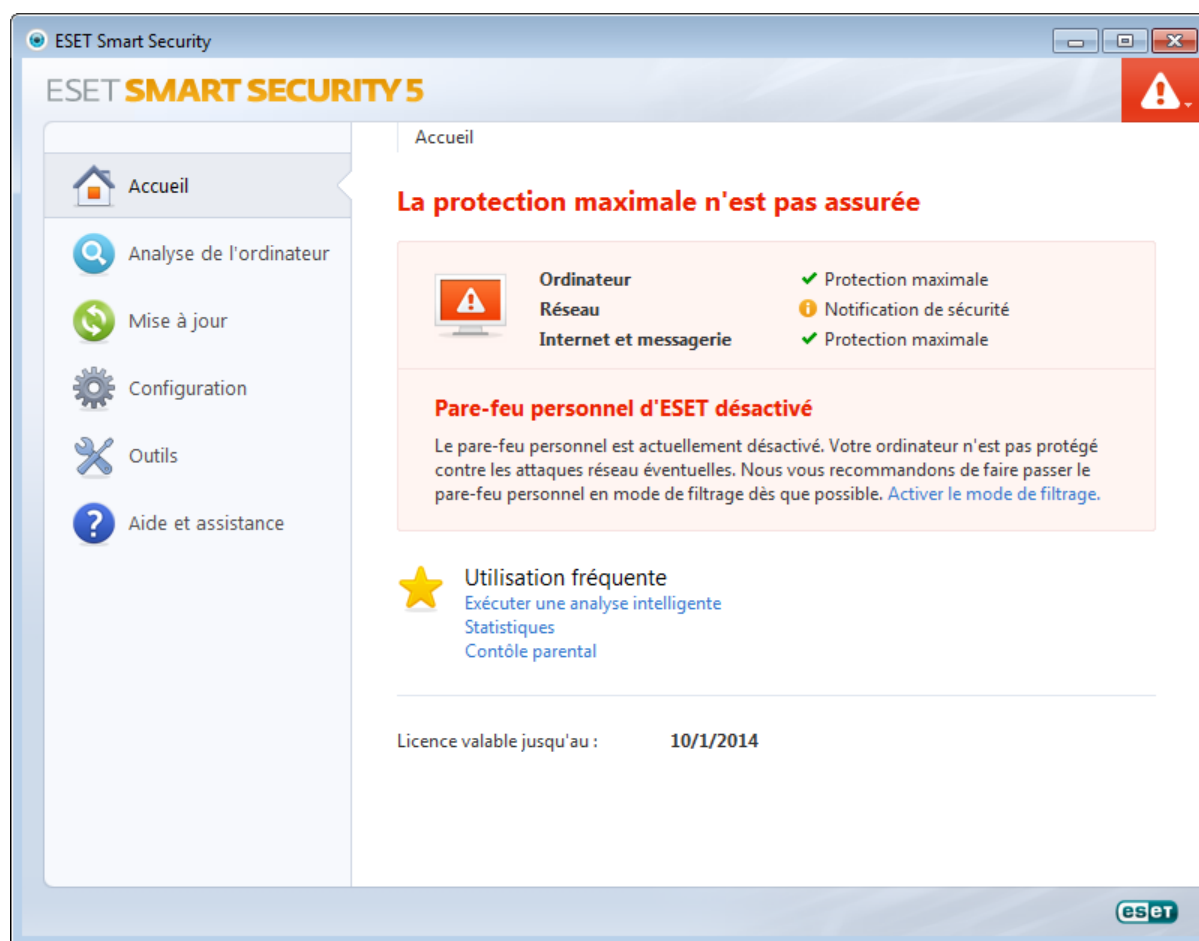 ESET Smart Security
ESET SMART SECURITY 5
Accueil
Accueil
Analyse de l'ordinateur
Mise à jour
Configuration
Outils
Aide et assistance
La protection maximale n'est pas assurée
Ordinateur Protection maximale
Réseau Notification de sécurité
Internet et messagerie Protection maximale
Pare-feu personnel d'ESET désactivé
Le pare-feu personnel est actuellement désactivé. Votre ordinateur n'est pas protégé
contre les attaques réseau éventuelles. Nous vous recommandons de faire passer le
pare-feu personnel en mode de filtrage dès que possible. Activer le mode de filtrage.
Utilisation fréquente
Exécuter une analyse intelligente
Statistiques
Contôle parental
Licence valable jusqu'au : 10/1/2014
eseT